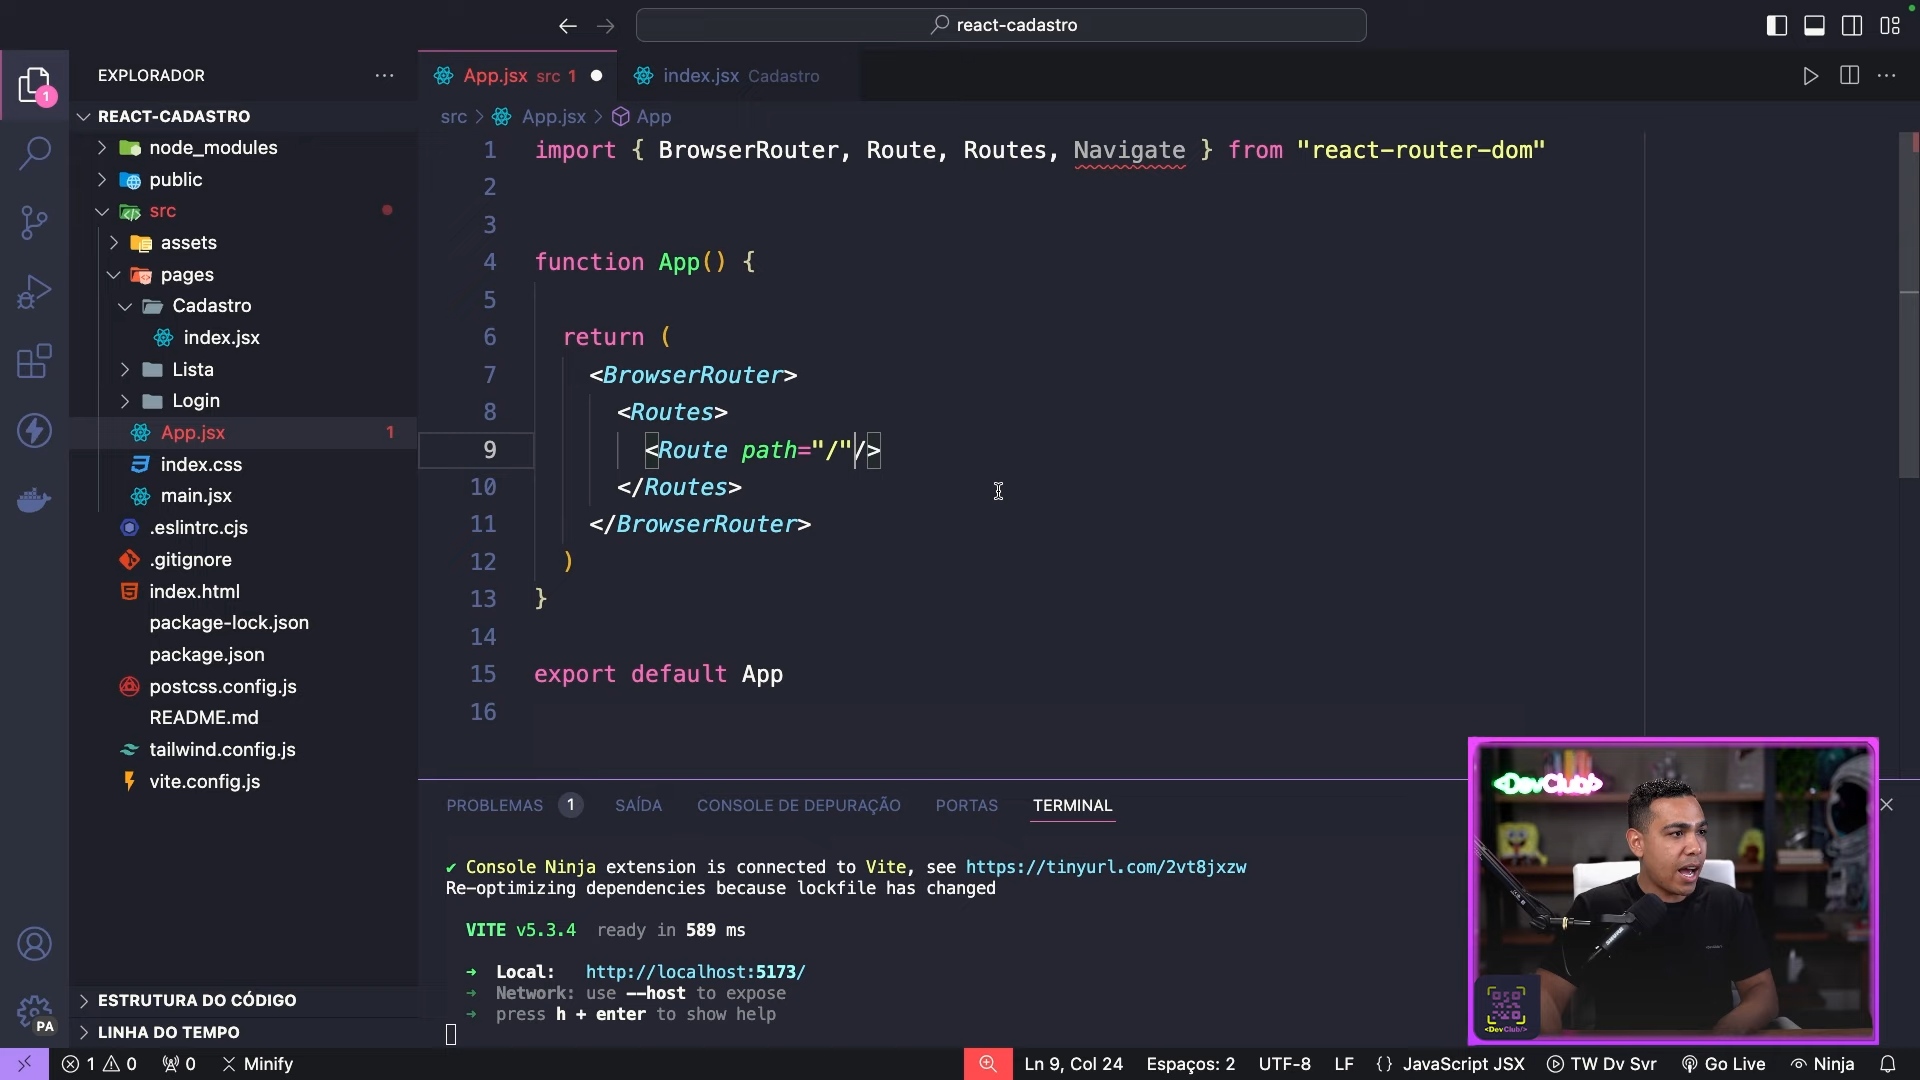 react-cadastro
EXPLORADOR
1
REACT-CADASTRO
node_modules
public
src
assets
pages
Cadastro
index.jsx
Lista
Login
App.jsx 1
index.css
main.jsx
.eslintrc.cjs
.gitignore
index.html
package-lock.json
package.json
postcss.config.js
README.md
tailwind.config.js
vite.config.js
ESTRUTURA DO CÓDIGO
LINHA DO TEMPO
PA
App.jsx src 1
index.jsx Cadastro
src > App.jsx > App
1 import { BrowserRouter, Route, Routes, Navigate } from "react-router-dom"
2
3
4 function App() {
5
6 return (
7 <BrowserRouter>
8 <Routes>
9 <Route path="/"/>
10 </Routes>
11 </BrowserRouter>
12 )
13 }
14
15 export default App
16
PROBLEMAS 1 SAÍDA CONSOLE DE DEPURAÇÃO PORTAS TERMINAL
✔ Console Ninja extension is connected to Vite, see https://tinyurl.com/2vt8jxzw
Re-optimizing dependencies because lockfile has changed
VITE v5.3.4 ready in 589 ms
➜ Local: http://localhost:5173/
➜ Network: use --host to expose
➜ press h + enter to show help
<DevClub/>
<DevClub/>
1 0 0 Minify Ln 9, Col 24 Espaços: 2 UTF-8 LF {} JavaScript JSX TW Dv Svr Go Live Ninja